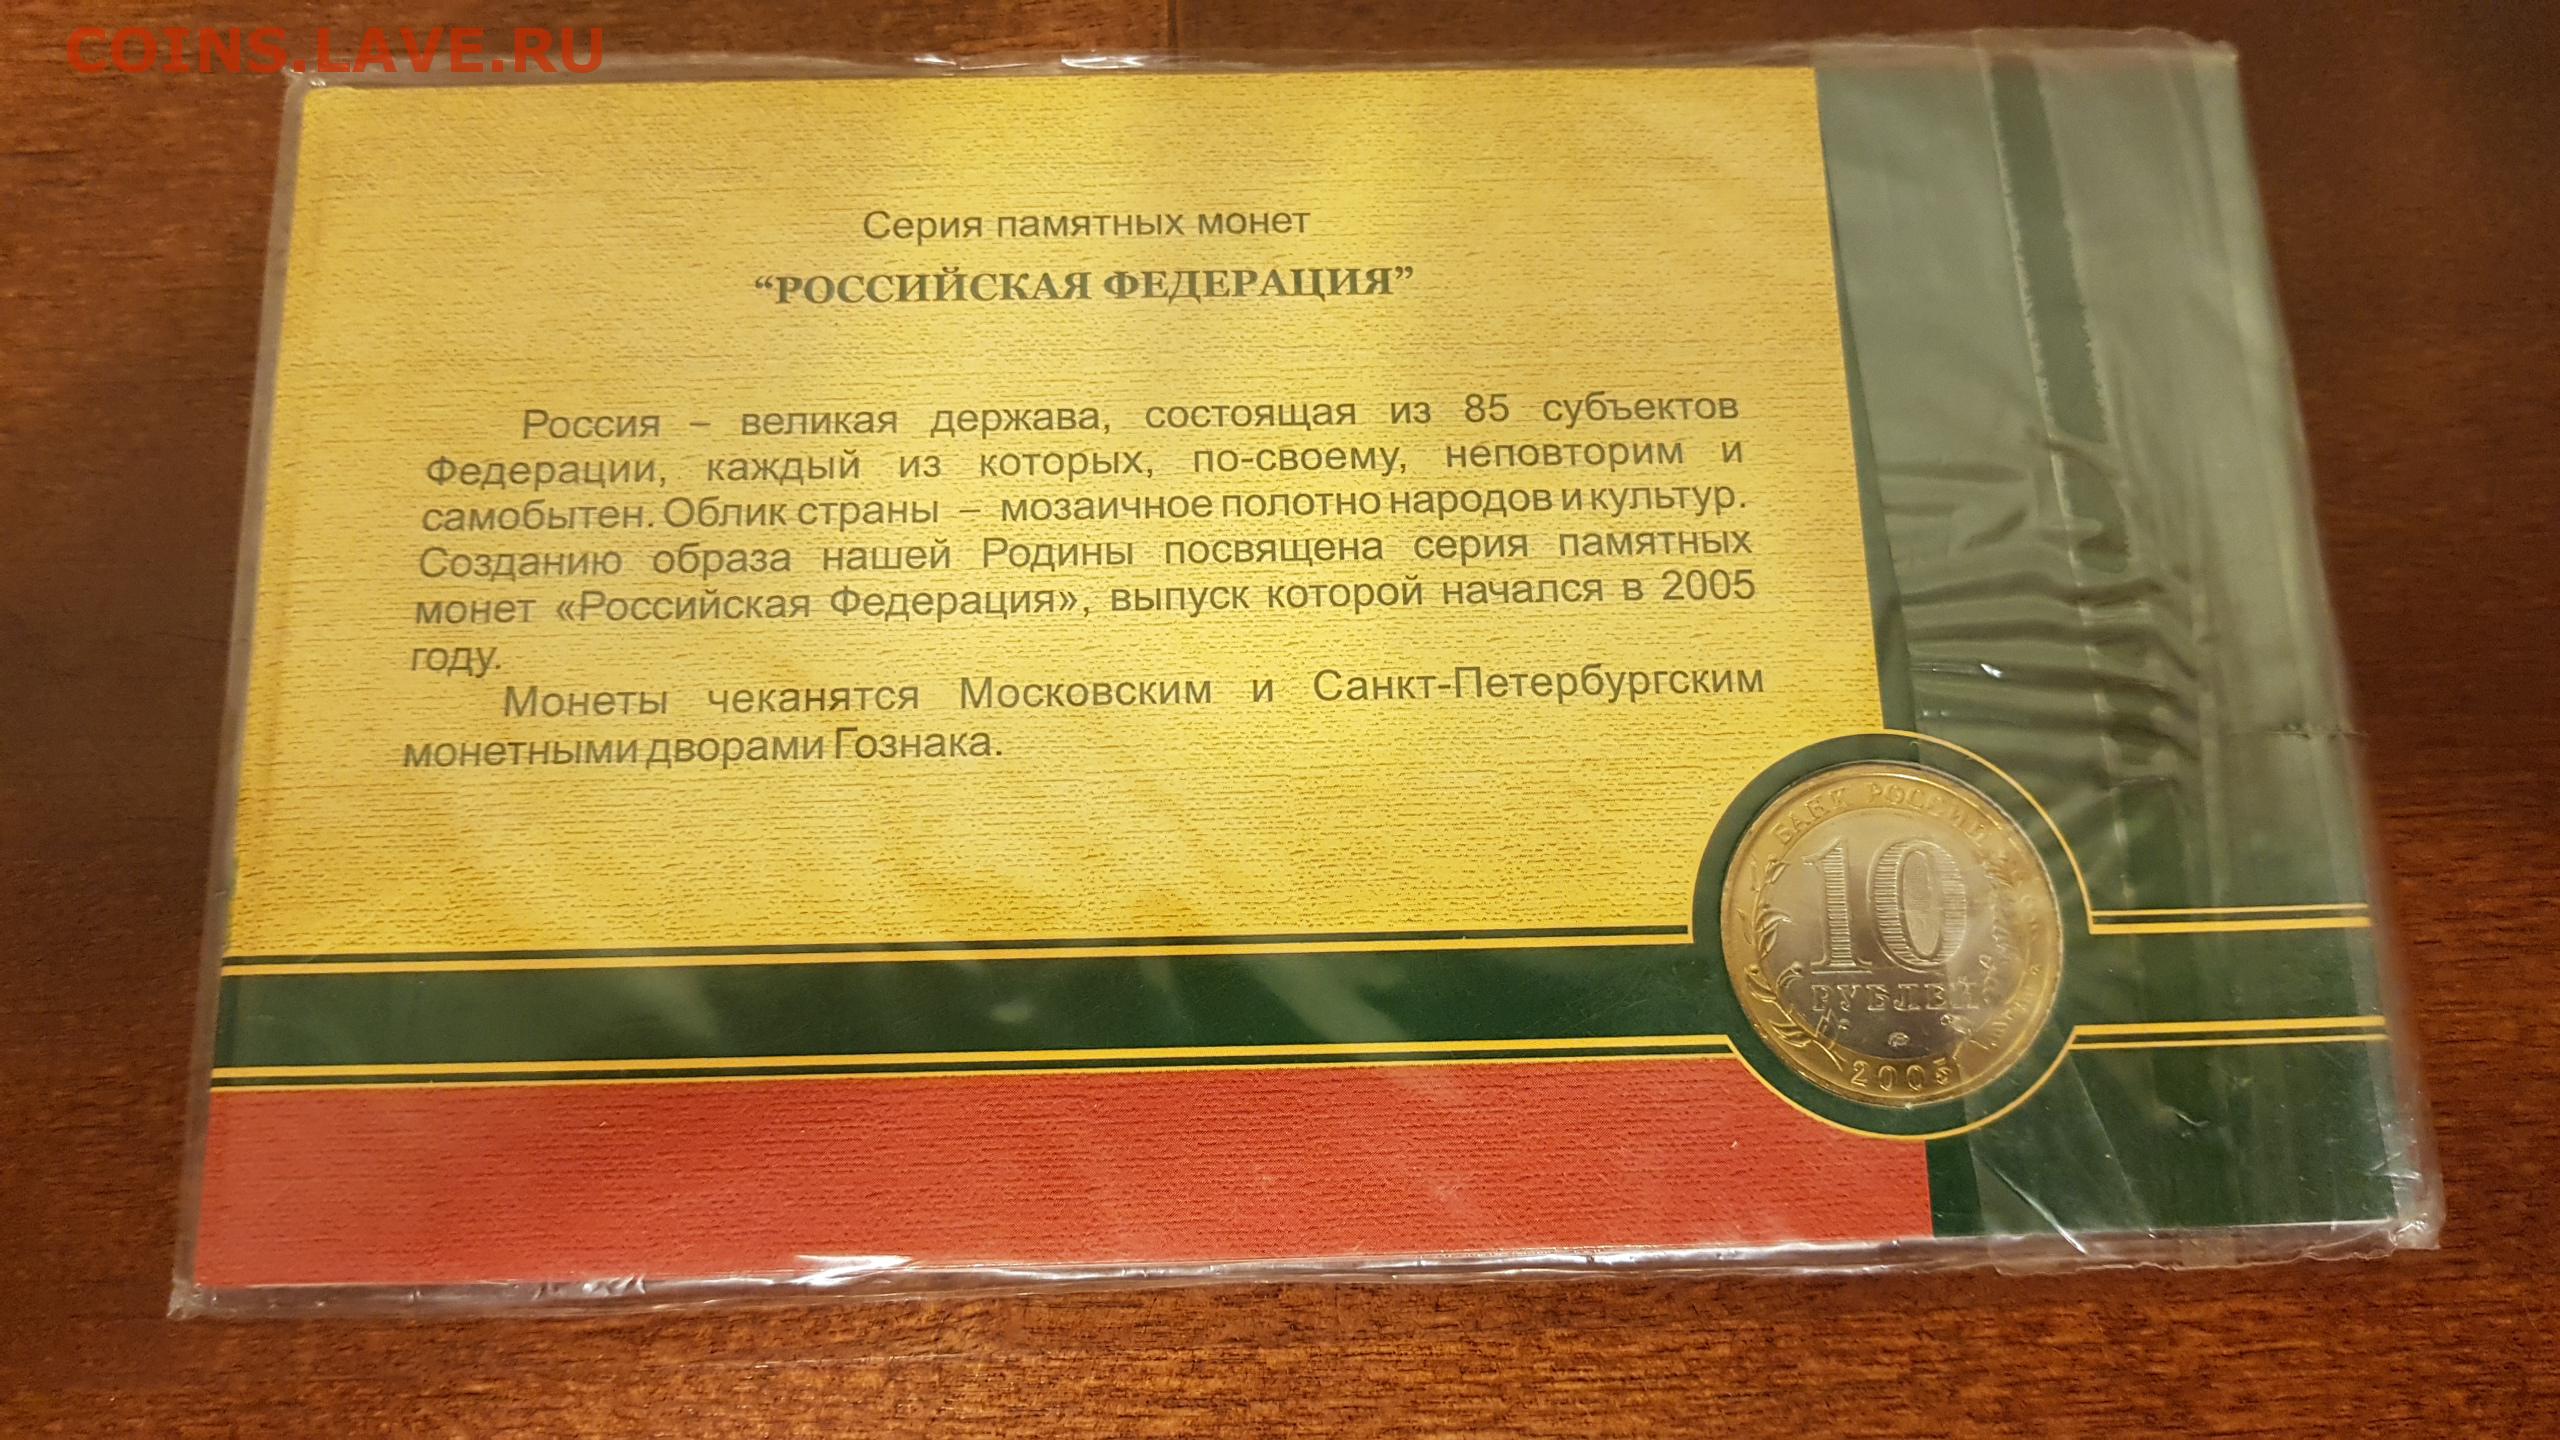 COINS.LAVE.RU
Серия памятных монет
“РОССИЙСКАЯ ФЕДЕРАЦИЯ”
Россия – великая держава, состоящая из 85 субъектов
Федерации, каждый из которых, по-своему, неповторим и
самобытен. Облик страны – мозаичное полотно народов и культур.
Созданию образа нашей Родины посвящена серия памятных
монет «Российская Федерация», выпуск которой начался в 2005
году.
Монеты чеканятся Московским и Санкт-Петербургским
монетными дворами Гознака.
БАНК РОССИИ
10
РУБЛЕЙ
2005